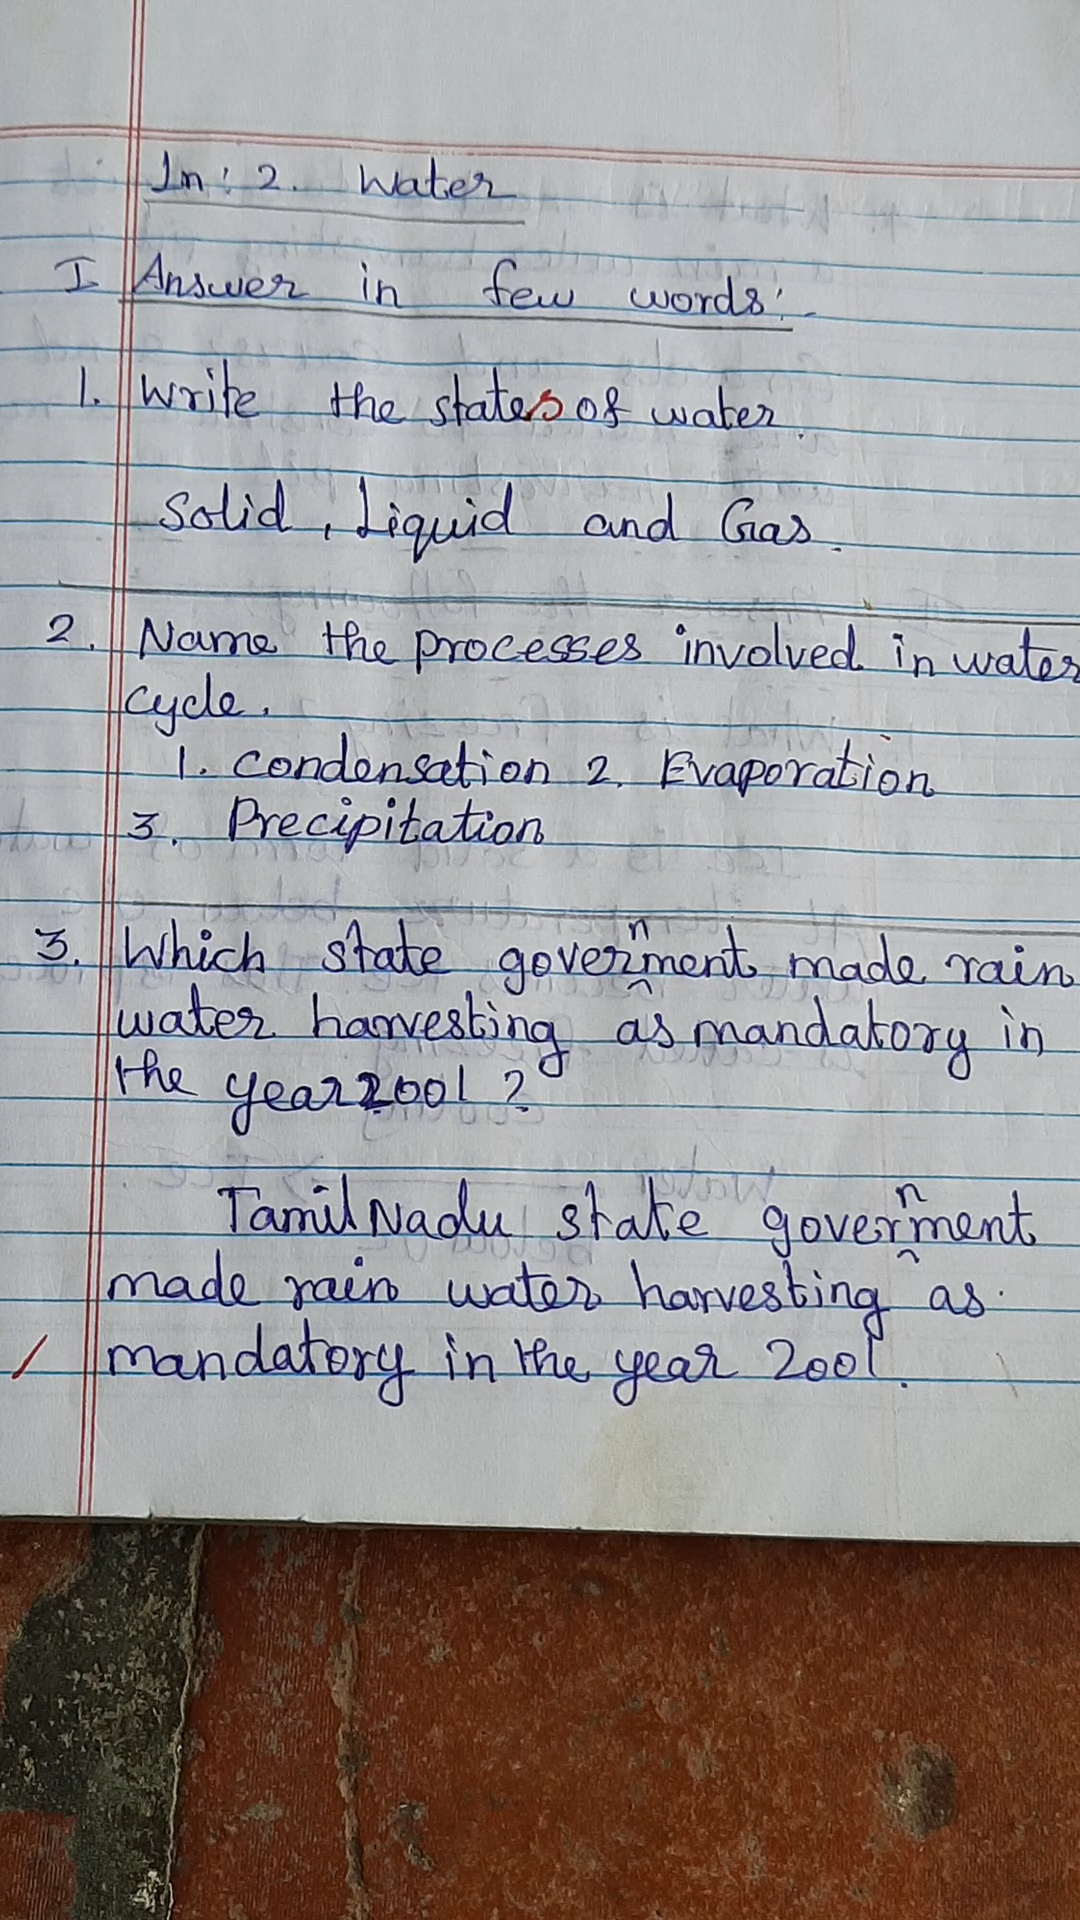 Ln: 2. Water
I Answer in few words:-
1. Write the states of water.
Solid, Liquid and Gas.
2. Name the processes involved in water
cycle.
1. Condensation 2. Evaporation
3. Precipitation
3. Which state government made rain
water harvesting as mandatory in
the year 2001?
Tamil Nadu state government
made rain water harvesting as
mandatory in the year 2001.